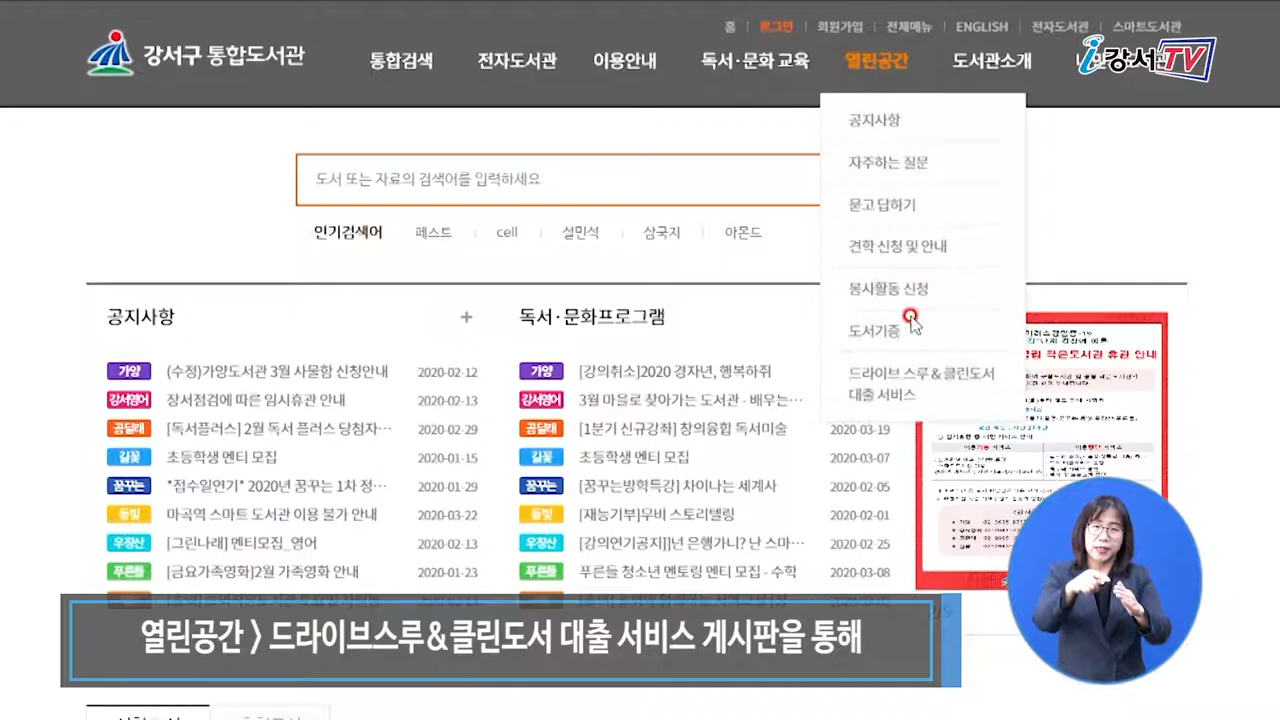 홈 | 로그인 | 회원가입 | 전체메뉴 | ENGLISH | 전자도서관 | 스마트도서관
강서구 통합도서관
통합검색 전자도서관 이용안내 독서·문화 교육 열린공간 도서관소개
i강서TV
공지사항
자주하는 질문
묻고 답하기
견학 신청 및 안내
봉사활동 신청
도서기증
드라이브 스루&클린도서
대출 서비스
도서 또는 자료의 검색어를 입력하세요
인기검색어 페스트 | cell | 설민석 | 삼국지 | 아몬드
공지사항 +
가양 (수정)가양도서관 3월 사물함 신청안내 2020-02-12
강서영어 장서점검에 따른 임시휴관 안내 2020-02-13
곰달래 [독서플러스] 2월 독서 플러스 당첨자… 2020-02-29
길꽃 초등학생 멘티 모집 2020-01-15
꿈꾸는 *접수일연기* 2020년 꿈꾸는 1차 정… 2020-01-29
등빛 마곡역 스마트 도서관 이용 불가 안내 2020-03-22
우장산 [그린나래] 멘티모집_영어 2020-02-13
푸른들 [금요가족영화]2월 가족영화 안내 2020-01-23
독서·문화프로그램
가양 [강의취소]2020 경자년, 행복하쥐
강서영어 3월 마을로 찾아가는 도서관 - 배우는…
곰달래 [1분기 신규강좌] 창의융합 독서미술 2020-03-19
길꽃 초등학생 멘티 모집 2020-03-07
꿈꾸는 [꿈꾸는방학특강] 차이나는 세계사 2020-02-05
등빛 [재능기부]무비 스토리텔링 2020-02-01
우장산 [강의연기공지]]넌 은행가니? 난 스마… 2020-02-25
푸른들 푸른들 청소년 멘토링 멘티 모집 - 수학 2020-03-08
작은도서관 휴관 안내
열린공간 > 드라이브스루&클린도서 대출 서비스 게시판을 통해